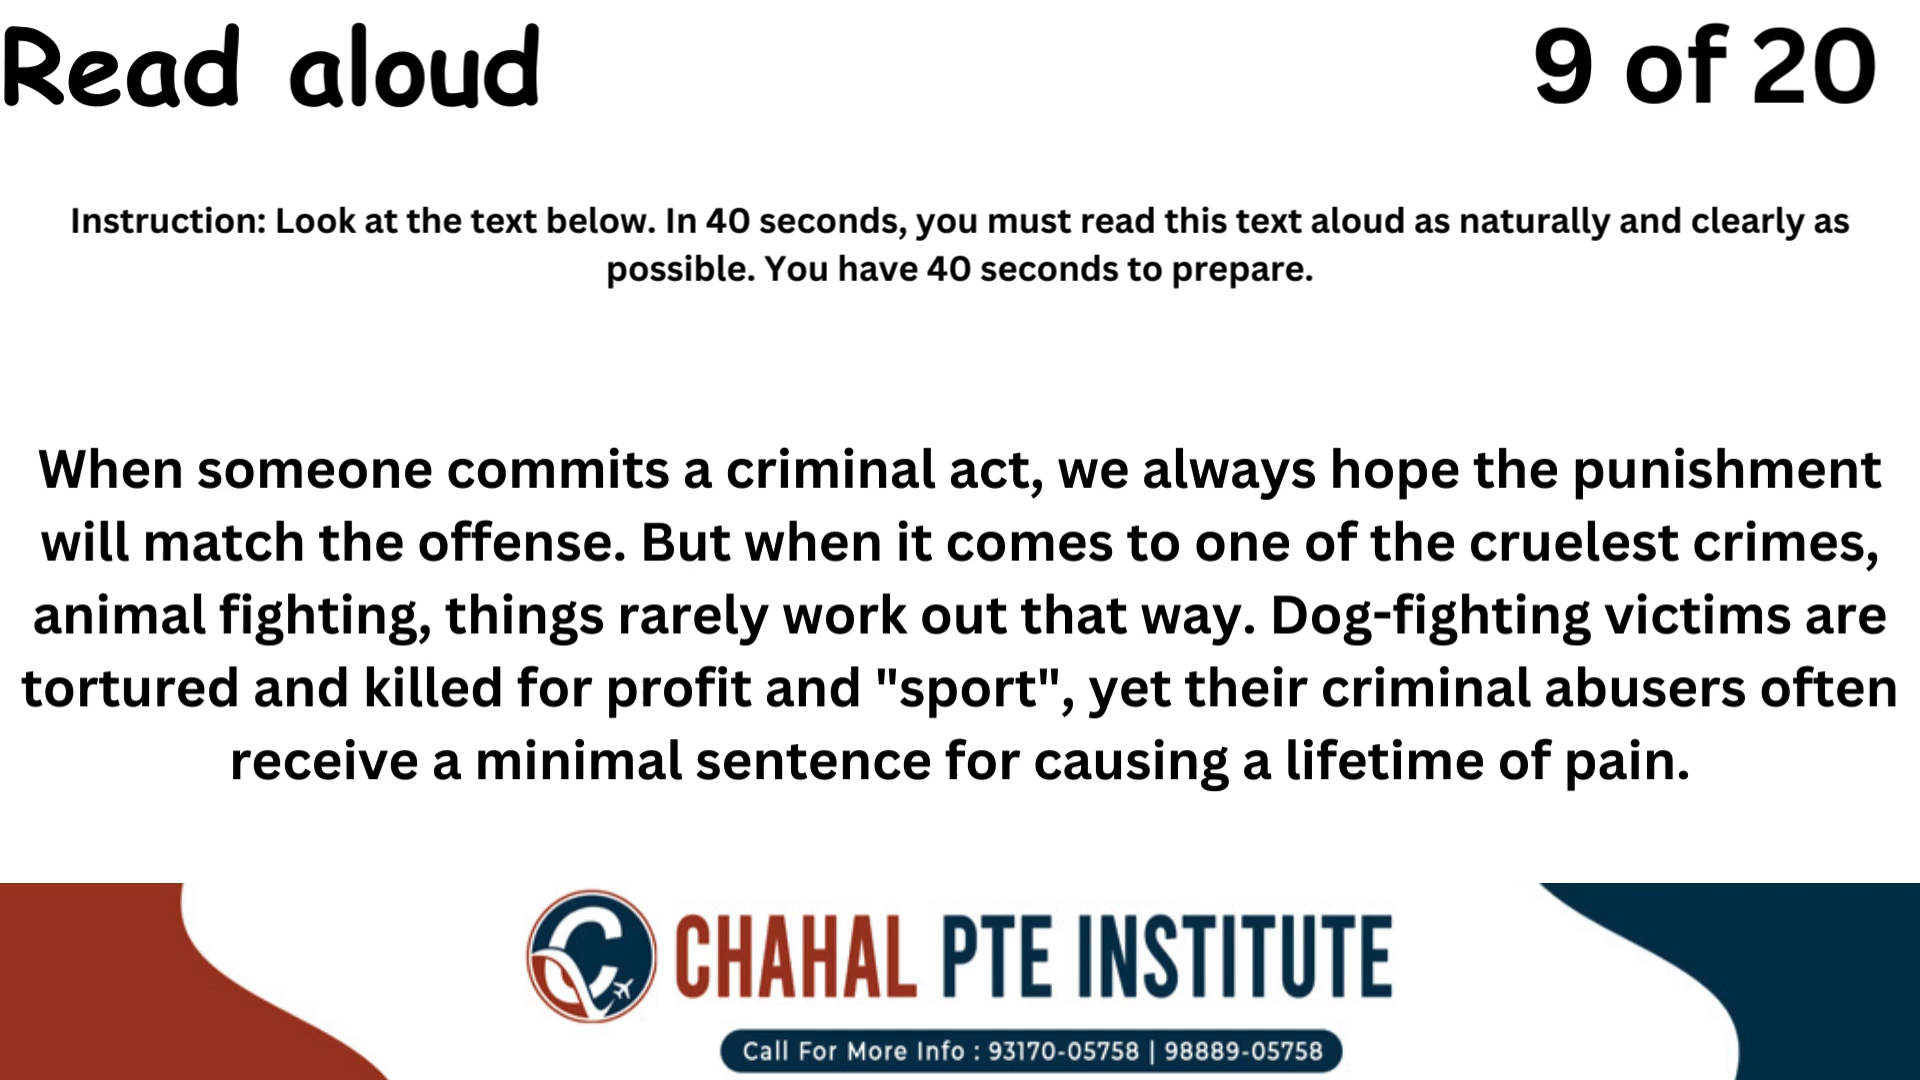 Read aloud
9 of 20
Instruction: Look at the text below. In 40 seconds, you must read this text aloud as naturally and clearly as
possible. You have 40 seconds to prepare.
When someone commits a criminal act, we always hope the punishment
will match the offense. But when it comes to one of the cruelest crimes,
animal fighting, things rarely work out that way. Dog-fighting victims are
tortured and killed for profit and "sport", yet their criminal abusers often
receive a minimal sentence for causing a lifetime of pain.
CHAHAL PTE INSTITUTE
Call For More Info : 93170-05758 | 98889-05758